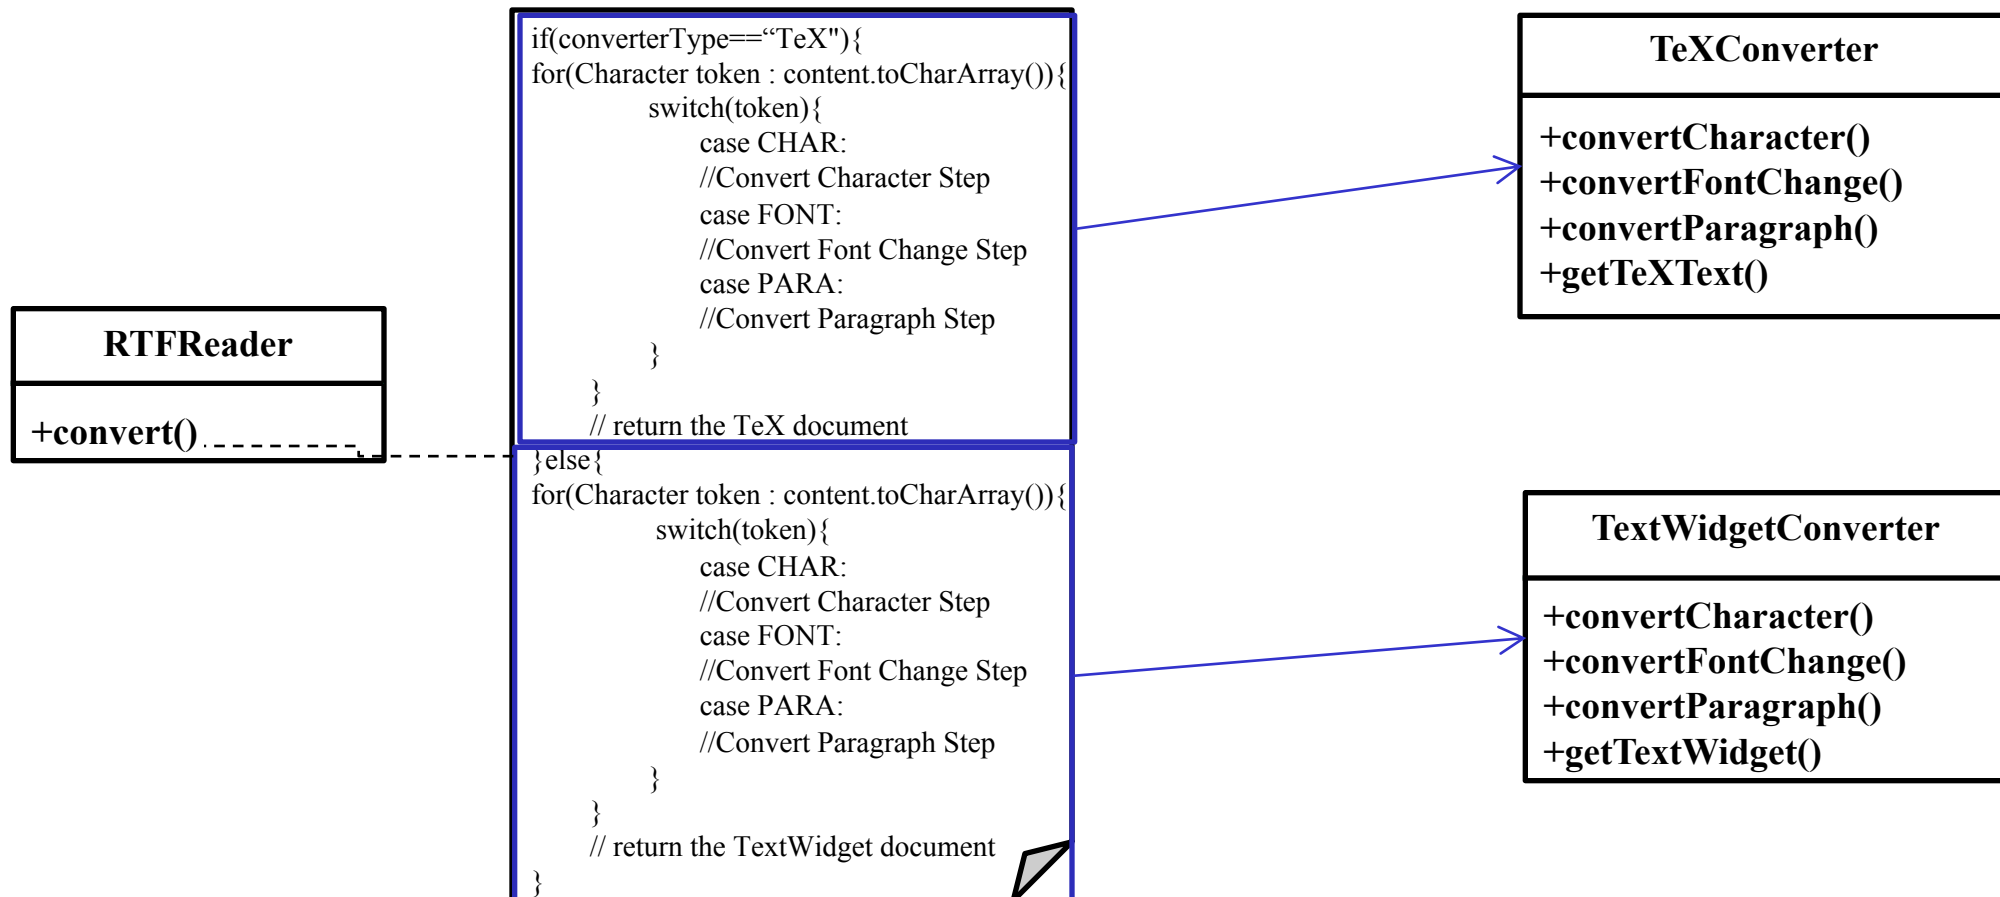 RTFReader
+convert()
if(converterType==“TeX"){
for(Character token : content.toCharArray()){
switch(token){
case CHAR:
//Convert Character Step
case FONT:
//Convert Font Change Step
case PARA:
//Convert Paragraph Step
}
}
// return the TeX document
}else{
for(Character token : content.toCharArray()){
switch(token){
case CHAR:
//Convert Character Step
case FONT:
//Convert Font Change Step
case PARA:
//Convert Paragraph Step
}
}
// return the TextWidget document
}
TeXConverter
+convertCharacter()
+convertFontChange()
+convertParagraph()
+getTeXText()
TextWidgetConverter
+convertCharacter()
+convertFontChange()
+convertParagraph()
+getTextWidget()